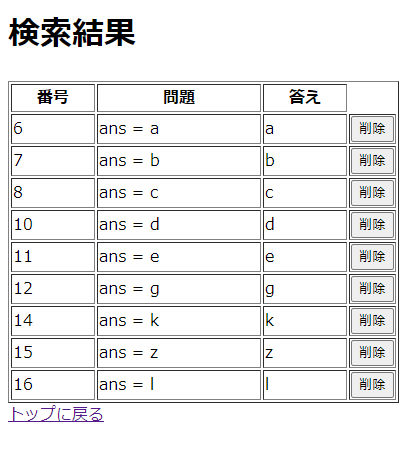 検索結果
番号 問題 答え
6 ans = a a 削除
7 ans = b b 削除
8 ans = c c 削除
10 ans = d d 削除
11 ans = e e 削除
12 ans = g g 削除
14 ans = k k 削除
15 ans = z z 削除
16 ans = l l 削除
トップに戻る